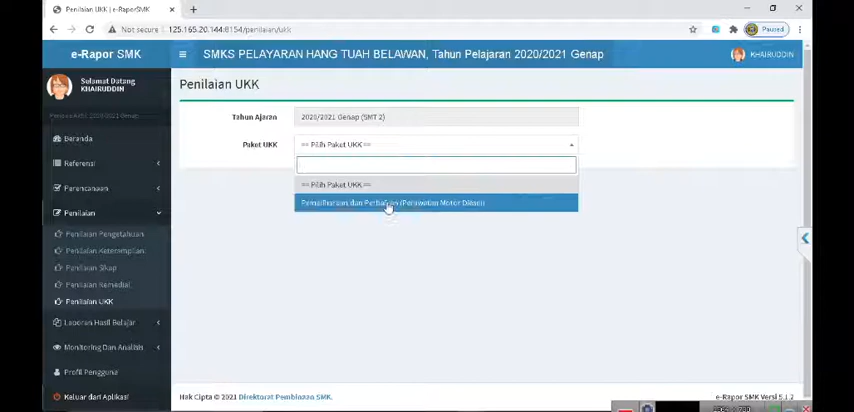 Penilaian UKK | e-RaporSMK
Not secure | 125.165.20.144:8154/penilaian/ukk
Paused
e-Rapor SMK
SMKS PELAYARAN HANG TUAH BELAWAN, Tahun Pelajaran 2020/2021 Genap
KHAIRUDDIN
Selamat Datang
KHAIRUDDIN
2020/2021 Genap
Penilaian UKK
Tahun Ajaran
2020/2021 Genap (SMT 2)
Paket UKK
== Pilih Paket UKK ==
== Pilih Paket UKK ==
Pemeliharaan dan Perbaikan (Perawatan Motor Diesel)
Beranda
Referensi
Perencanaan
Penilaian
Penilaian Pengetahuan
Penilaian Keterampilan
Penilaian Sikap
Penilaian Remedial
Penilaian UKK
Laporan Hasil Belajar
Monitoring Dan Analisis
Profil Pengguna
Keluar dari Aplikasi
Hak Cipta © 2021 Direktorat Pembinaan SMK.
e-Rapor SMK Versi 5.1.2